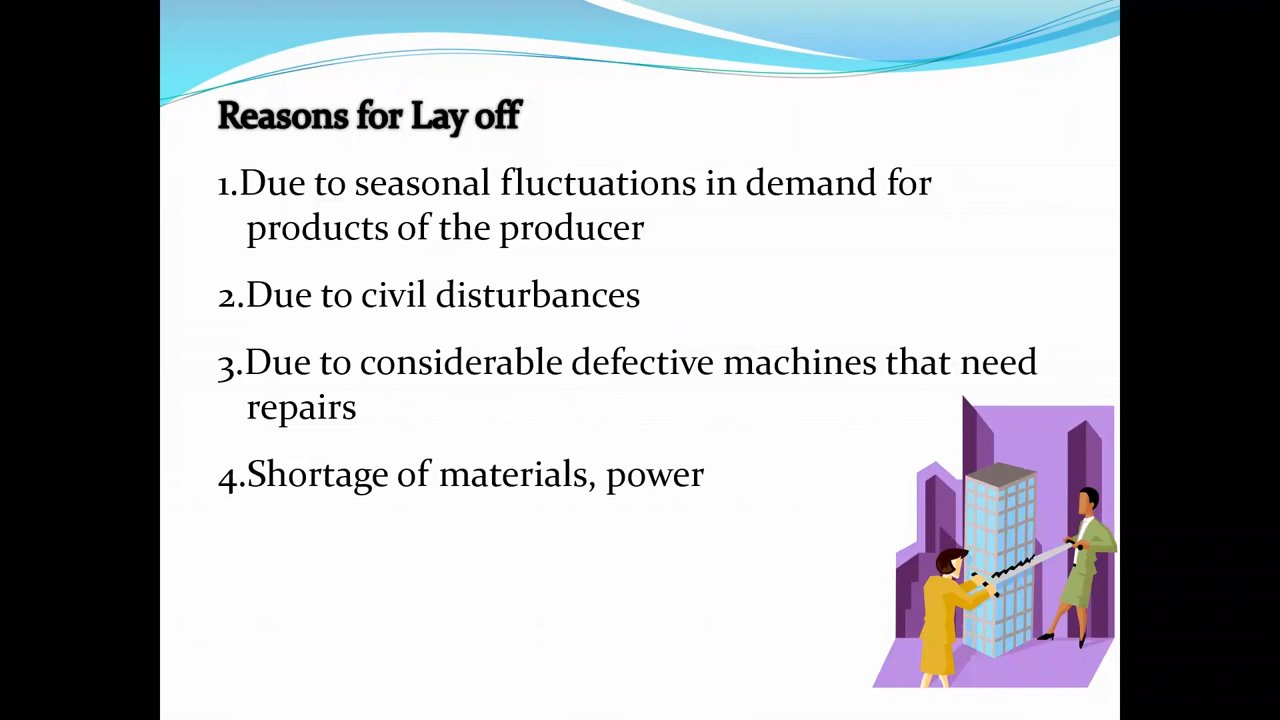 Reasons for Lay off
1.Due to seasonal fluctuations in demand for
products of the producer
2.Due to civil disturbances
3.Due to considerable defective machines that need
repairs
4.Shortage of materials, power